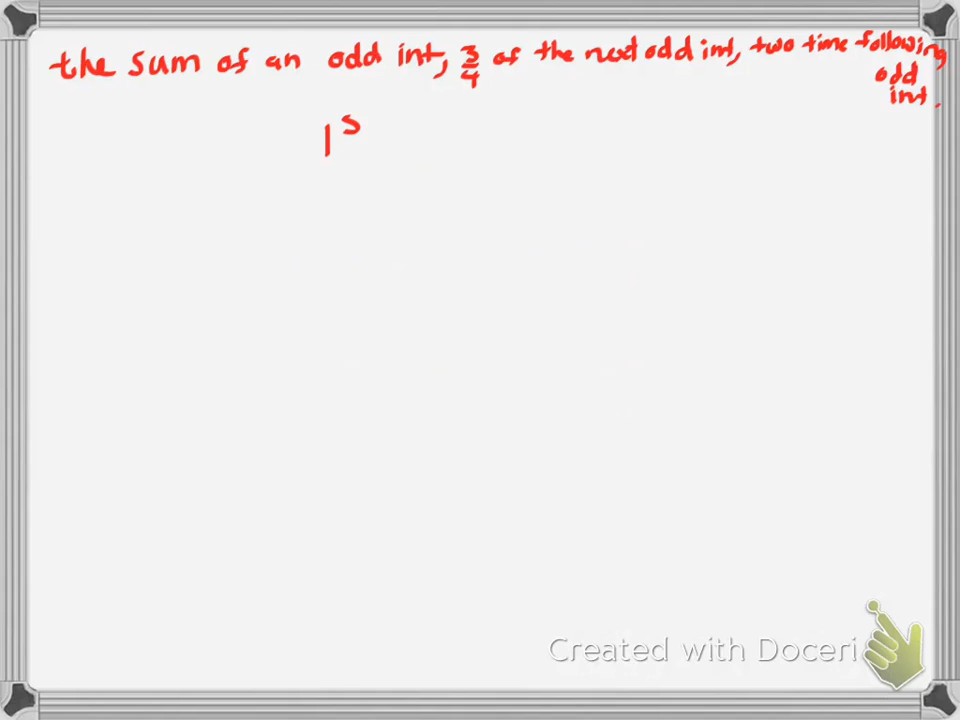 the sum of an odd int, 3/4 of the next odd int, two time following,
odd
int.
1 s
Created with Doceri